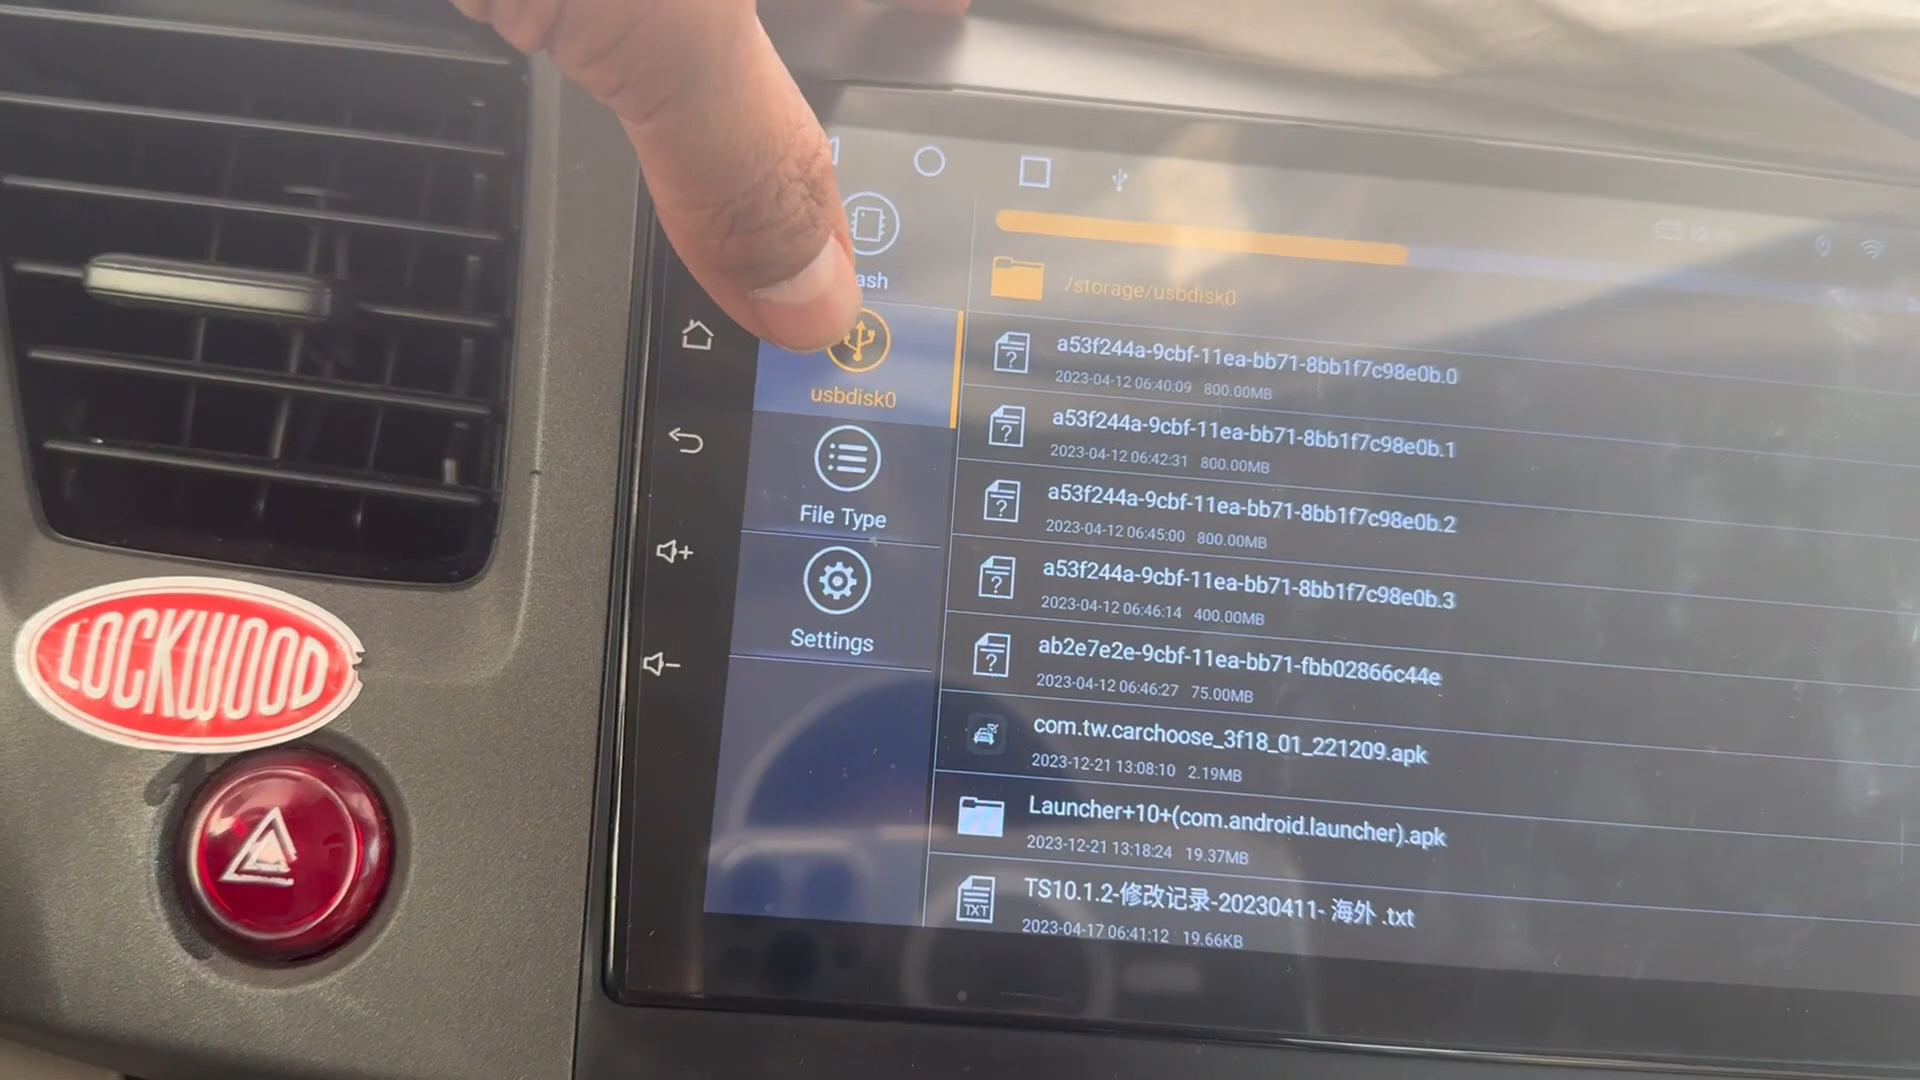 /storage/usbdisk0
usbdisk0
File Type
Settings
a53f244a-9cbf-11ea-bb71-8bb1f7c98e0b.0
2023-04-12 06:40:09 800.00MB
a53f244a-9cbf-11ea-bb71-8bb1f7c98e0b.1
2023-04-12 06:42:31 800.00MB
a53f244a-9cbf-11ea-bb71-8bb1f7c98e0b.2
2023-04-12 06:45:00 800.00MB
a53f244a-9cbf-11ea-bb71-8bb1f7c98e0b.3
2023-04-12 06:46:14 400.00MB
ab2e7e2e-9cbf-11ea-bb71-fbb02866c44e
2023-04-12 06:46:27 75.00MB
com.tw.carchoose_3f18_01_221209.apk
2023-12-21 13:08:10 2.19MB
Launcher+10+(com.android.launcher).apk
2023-12-21 13:18:24 19.37MB
TXT
TS10.1.2-修改记录-20230411- 海外 .txt
2023-04-17 06:41:12 19.66KB
LOCKWOOD